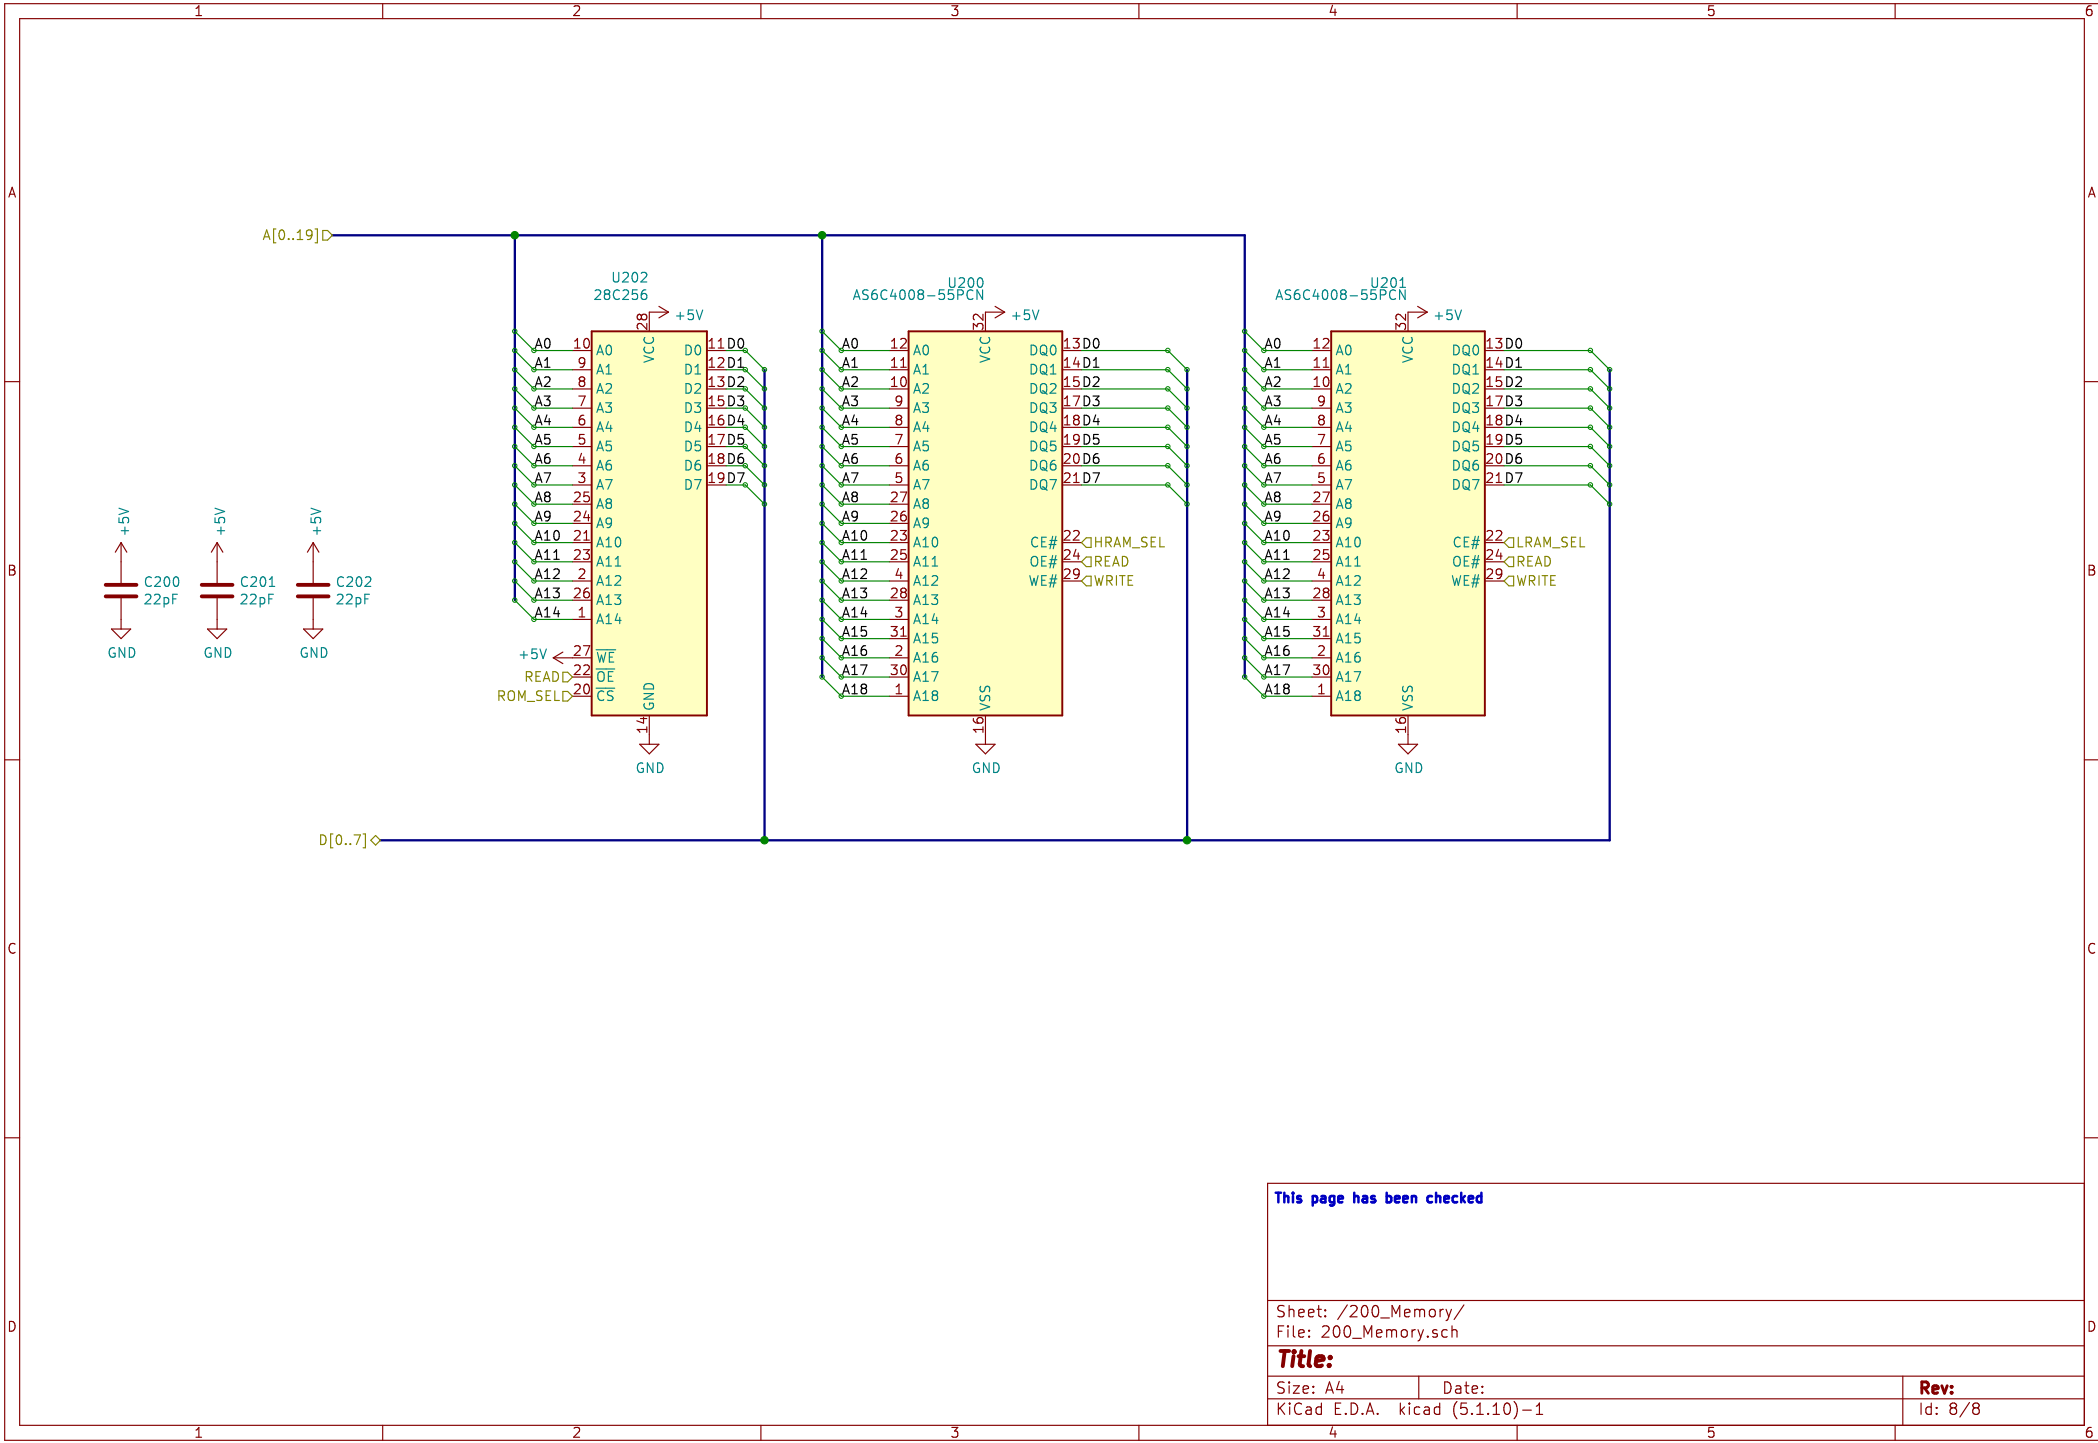 1 2 3 4 5 6
A A
A[0..19]
U202
28C256
+5V
28
VCC
A0 10 A0 D0 11 D0
A1 9 A1 D1 12 D1
A2 8 A2 D2 13 D2
A3 7 A3 D3 15 D3
A4 6 A4 D4 16 D4
A5 5 A5 D5 17 D5
A6 4 A6 D6 18 D6
A7 3 A7 D7 19 D7
A8 25 A8
A9 24 A9
A10 21 A10
A11 23 A11
A12 2 A12
A13 26 A13
A14 1 A14
+5V 27 WE
READ 22 OE
ROM_SEL 20 CS
GND
14
GND
U200
AS6C4008-55PCN
+5V
32
VCC
A0 12 A0 DQ0 13 D0
A1 11 A1 DQ1 14 D1
A2 10 A2 DQ2 15 D2
A3 9 A3 DQ3 17 D3
A4 8 A4 DQ4 18 D4
A5 7 A5 DQ5 19 D5
A6 6 A6 DQ6 20 D6
A7 5 A7 DQ7 21 D7
A8 27 A8
A9 26 A9
A10 23 A10 CE# 22 HRAM_SEL
A11 25 A11 OE# 24 READ
A12 4 A12 WE# 29 WRITE
A13 28 A13
A14 3 A14
A15 31 A15
A16 2 A16
A17 30 A17
A18 1 A18
VSS
16
GND
U201
AS6C4008-55PCN
+5V
32
VCC
A0 12 A0 DQ0 13 D0
A1 11 A1 DQ1 14 D1
A2 10 A2 DQ2 15 D2
A3 9 A3 DQ3 17 D3
A4 8 A4 DQ4 18 D4
A5 7 A5 DQ5 19 D5
A6 6 A6 DQ6 20 D6
A7 5 A7 DQ7 21 D7
A8 27 A8
A9 26 A9
A10 23 A10 CE# 22 LRAM_SEL
A11 25 A11 OE# 24 READ
A12 4 A12 WE# 29 WRITE
A13 28 A13
A14 3 A14
A15 31 A15
A16 2 A16
A17 30 A17
A18 1 A18
VSS
16
GND
+5V +5V +5V
B B
C200 C201 C202
22pF 22pF 22pF
GND GND GND
D[0..7]
C C
This page has been checked
Sheet: /200_Memory/
File: 200_Memory.sch
D D
Title:
Size: A4 Date: Rev:
KiCad E.D.A. kicad (5.1.10)-1 Id: 8/8
1 2 3 4 5 6